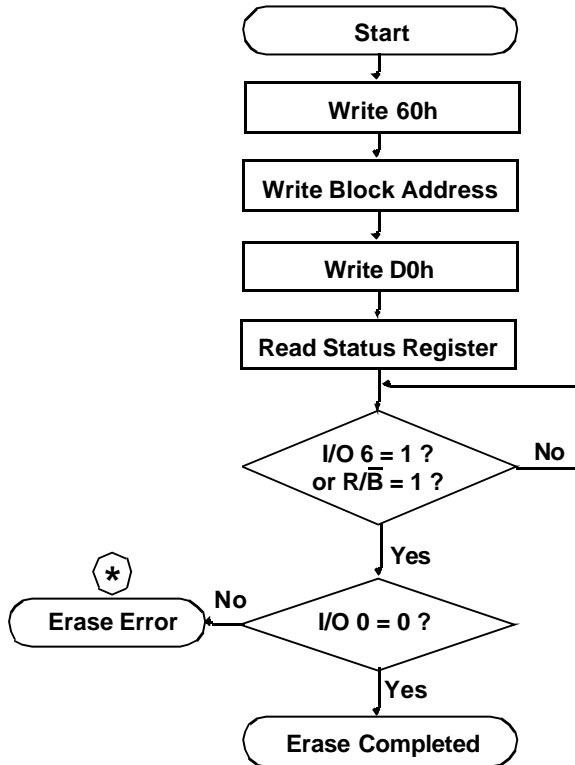 Start
Write 60h
Write Block Address
Write D0h
Read Status Register
I/O 6 = 1 ?
or R/B̅ = 1 ?
No
Yes
*
No
Erase Error
I/O 0 = 0 ?
Yes
Erase Completed